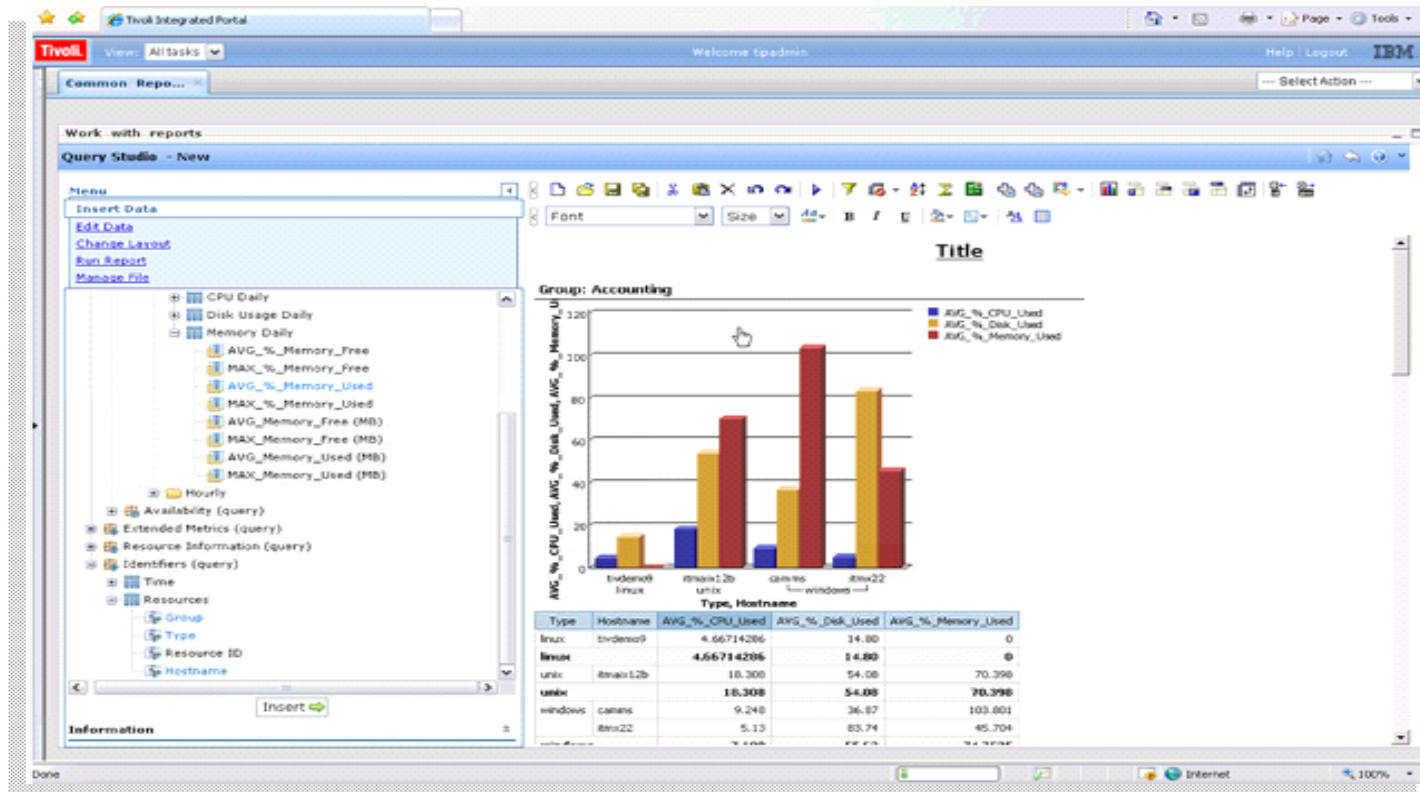 Tivoli Integrated Portal
Page
Tools
Tivoli.
View:
All tasks
Welcome tipadmin
Help
Logout
IBM.
Common Repo...
--- Select Action ---
Work with reports
Query Studio - New
Menu
Insert Data
Edit Data
Change Layout
Run Report
Manage File
Font
Size
B I U
Title
CPU Daily
Disk Usage Daily
Memory Daily
AVG_%_Memory_Free
MAX_%_Memory_Free
AVG_%_Memory_Used
MAX_%_Memory_Used
AVG_Memory_Free (MB)
MAX_Memory_Free (MB)
AVG_Memory_Used (MB)
MAX_Memory_Used (MB)
Hourly
Availability (query)
Extended Metrics (query)
Resource Information (query)
Identifiers (query)
Time
Resources
Group
Type
Resource ID
Hostname
Insert
Information
Group: Accounting
AVG_%_CPU_Used, AVG_%_Disk_Used, AVG_%_Memory_U
120
100
80
60
40
20
0
AVG_%_CPU_Used
AVG_%_Disk_Used
AVG_%_Memory_Used
tivdemo9 itmaix12b camms itmx22
linux unix windows
Type, Hostname
Type Hostname AVG_%_CPU_Used AVG_%_Disk_Used AVG_%_Memory_Used
linux tivdemo9 4.66714286 14.80 0
linux 4.66714286 14.80 0
unix itmaix12b 18.308 54.08 70.398
unix 18.308 54.08 70.398
windows camms 9.248 36.87 103.801
itmx22 5.13 83.74 45.704
Done
Internet
100%